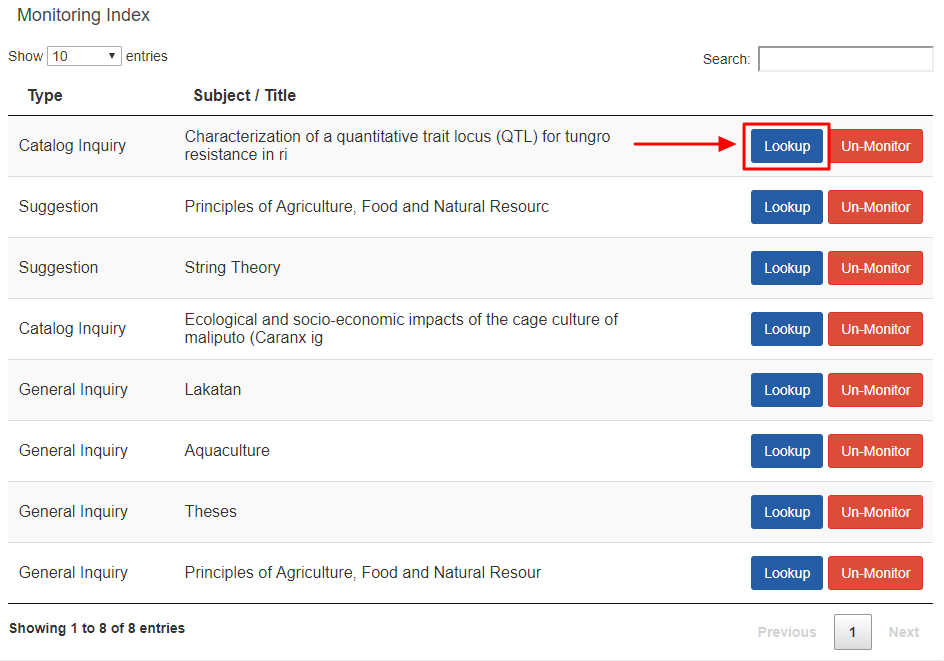 Monitoring Index
Show 10 entries
Search:
Type Subject / Title
Catalog Inquiry Characterization of a quantitative trait locus (QTL) for tungro Lookup Un-Monitor
resistance in ri
Suggestion Principles of Agriculture, Food and Natural Resourc Lookup Un-Monitor
Suggestion String Theory Lookup Un-Monitor
Catalog Inquiry Ecological and socio-economic impacts of the cage culture of Lookup Un-Monitor
maliputo (Caranx ig
General Inquiry Lakatan Lookup Un-Monitor
General Inquiry Aquaculture Lookup Un-Monitor
General Inquiry Theses Lookup Un-Monitor
General Inquiry Principles of Agriculture, Food and Natural Resour Lookup Un-Monitor
Showing 1 to 8 of 8 entries Previous 1 Next